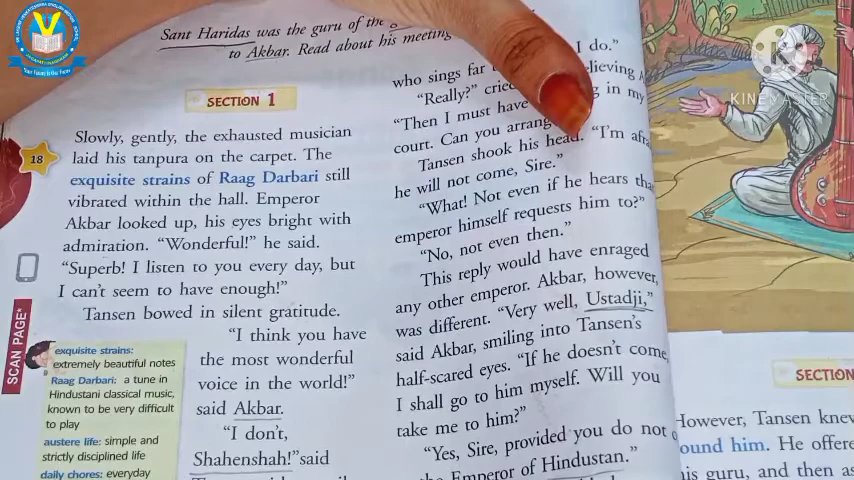 Sant Haridas was the guru of the
to Akbar. Read about his meeting
SECTION 1
18
Slowly, gently, the exhausted musician
laid his tanpura on the carpet. The
exquisite strains of Raag Darbari still
vibrated within the hall. Emperor
Akbar looked up, his eyes bright with
admiration. “Wonderful!” he said.
“Superb! I listen to you every day, but
I can’t seem to have enough!”
Tansen bowed in silent gratitude.
“I think you have
the most wonderful
voice in the world!”
said Akbar.
“I don’t,
Shahenshah!” said
SCAN PAGE*
exquisite strains:
extremely beautiful notes
Raag Darbari: a tune in
Hindustani classical music,
known to be very difficult
to play
austere life: simple and
strictly disciplined life
daily chores: everyday
who sings far I do.”
“Really?”
“Then I must have in my
court. Can you
Tansen shook his head. “I’m
he will not come, Sire.”
“What! Not even if he hears
emperor himself requests him to?”
“No, not even then.”
This reply would have enraged
any other emperor. Akbar, however,
was different. “Very well, Ustadji,”
said Akbar, smiling into Tansen’s
half-scared eyes. “If he doesn’t come,
I shall go to him myself. Will you
take me to him?”
“Yes, Sire, provided you do not
Emperor of Hindustan.”
Made with
KINEMASTER
SECTION
However, Tansen knew
him. He
his guru, and then as